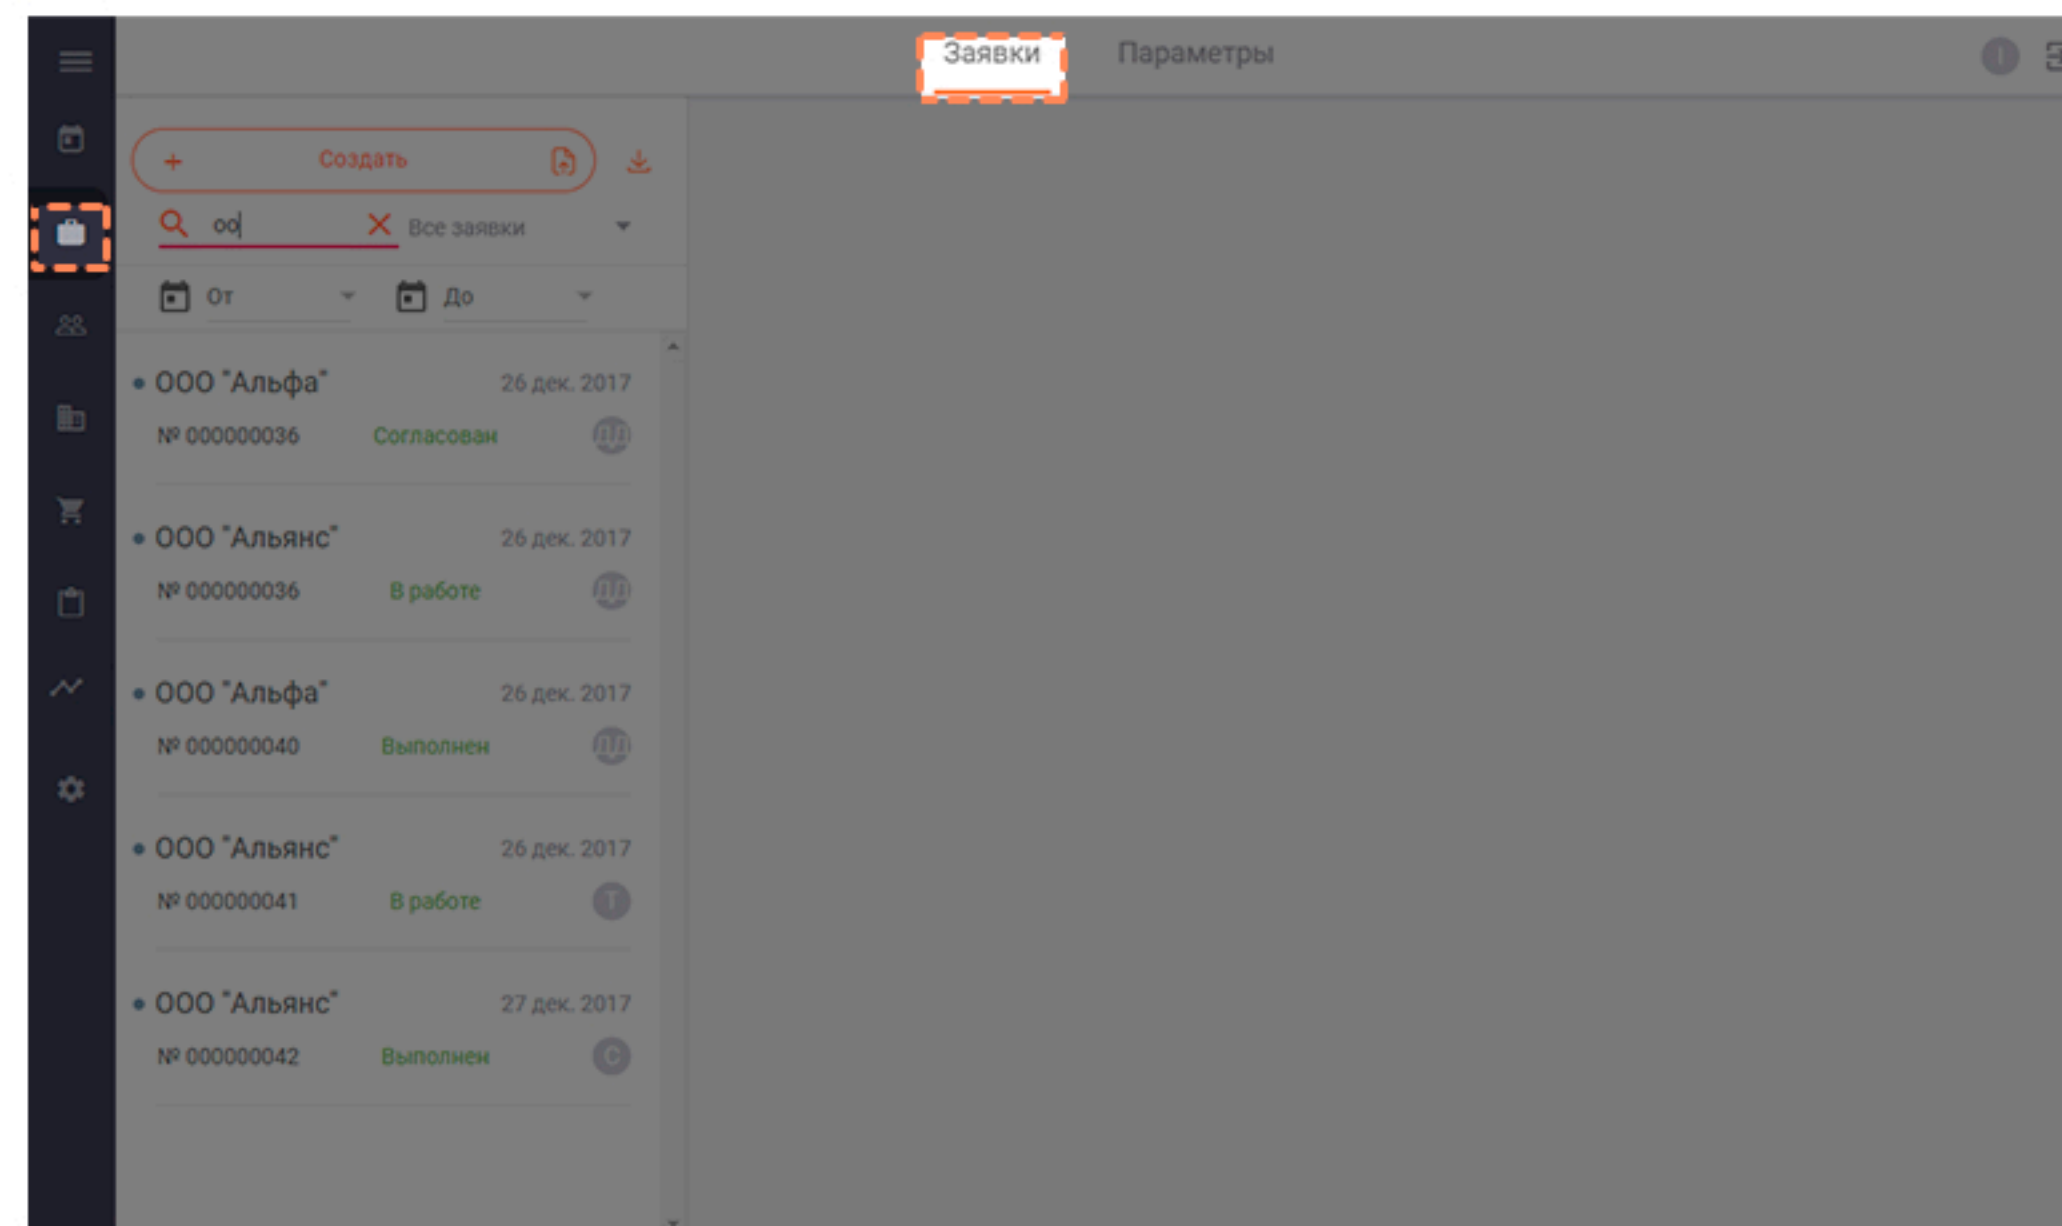 Заявки Параметры
+ Создать
оо Все заявки
От До
ООО "Альфа" 26 дек. 2017
№ 000000036 Согласован
ООО "Альянс" 26 дек. 2017
№ 000000036 В работе
ООО "Альфа" 26 дек. 2017
№ 000000040 Выполнен
ООО "Альянс" 26 дек. 2017
№ 000000041 В работе Т
ООО "Альянс" 27 дек. 2017
№ 000000042 Выполнен С